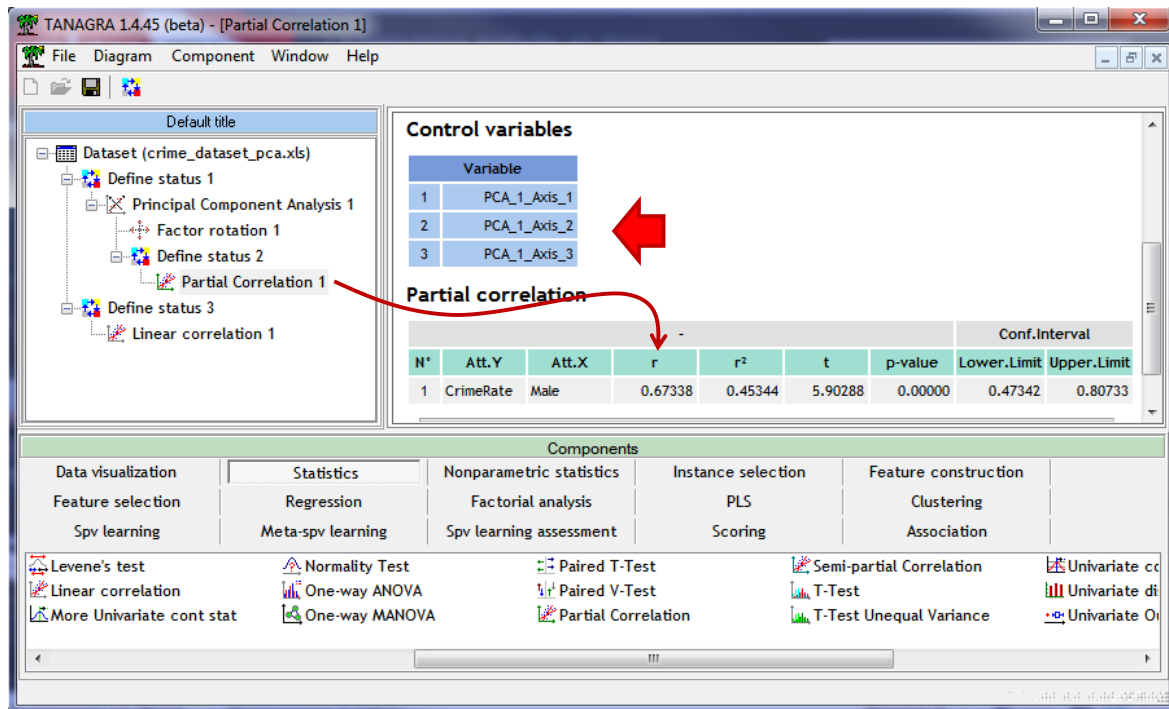 TANAGRA 1.4.45 (beta) - [Partial Correlation 1]
File Diagram Component Window Help
Default title
Dataset (crime_dataset_pca.xls)
Define status 1
Principal Component Analysis 1
Factor rotation 1
Define status 2
Partial Correlation 1
Define status 3
Linear correlation 1
Control variables
Variable
1 PCA_1_Axis_1
2 PCA_1_Axis_2
3 PCA_1_Axis_3
Partial correlation
- Conf.Interval
N° Att.Y Att.X r r² t p-value Lower.Limit Upper.Limit
1 CrimeRate Male 0.67338 0.45344 5.90288 0.00000 0.47342 0.80733
Components
Data visualization Statistics Nonparametric statistics Instance selection Feature construction
Feature selection Regression Factorial analysis PLS Clustering
Spv learning Meta-spv learning Spv learning assessment Scoring Association
Levene's test Normality Test Paired T-Test Semi-partial Correlation Univariate co
Linear correlation One-way ANOVA Paired V-Test T-Test Univariate di
More Univariate cont stat One-way MANOVA Partial Correlation T-Test Unequal Variance Univariate Ou